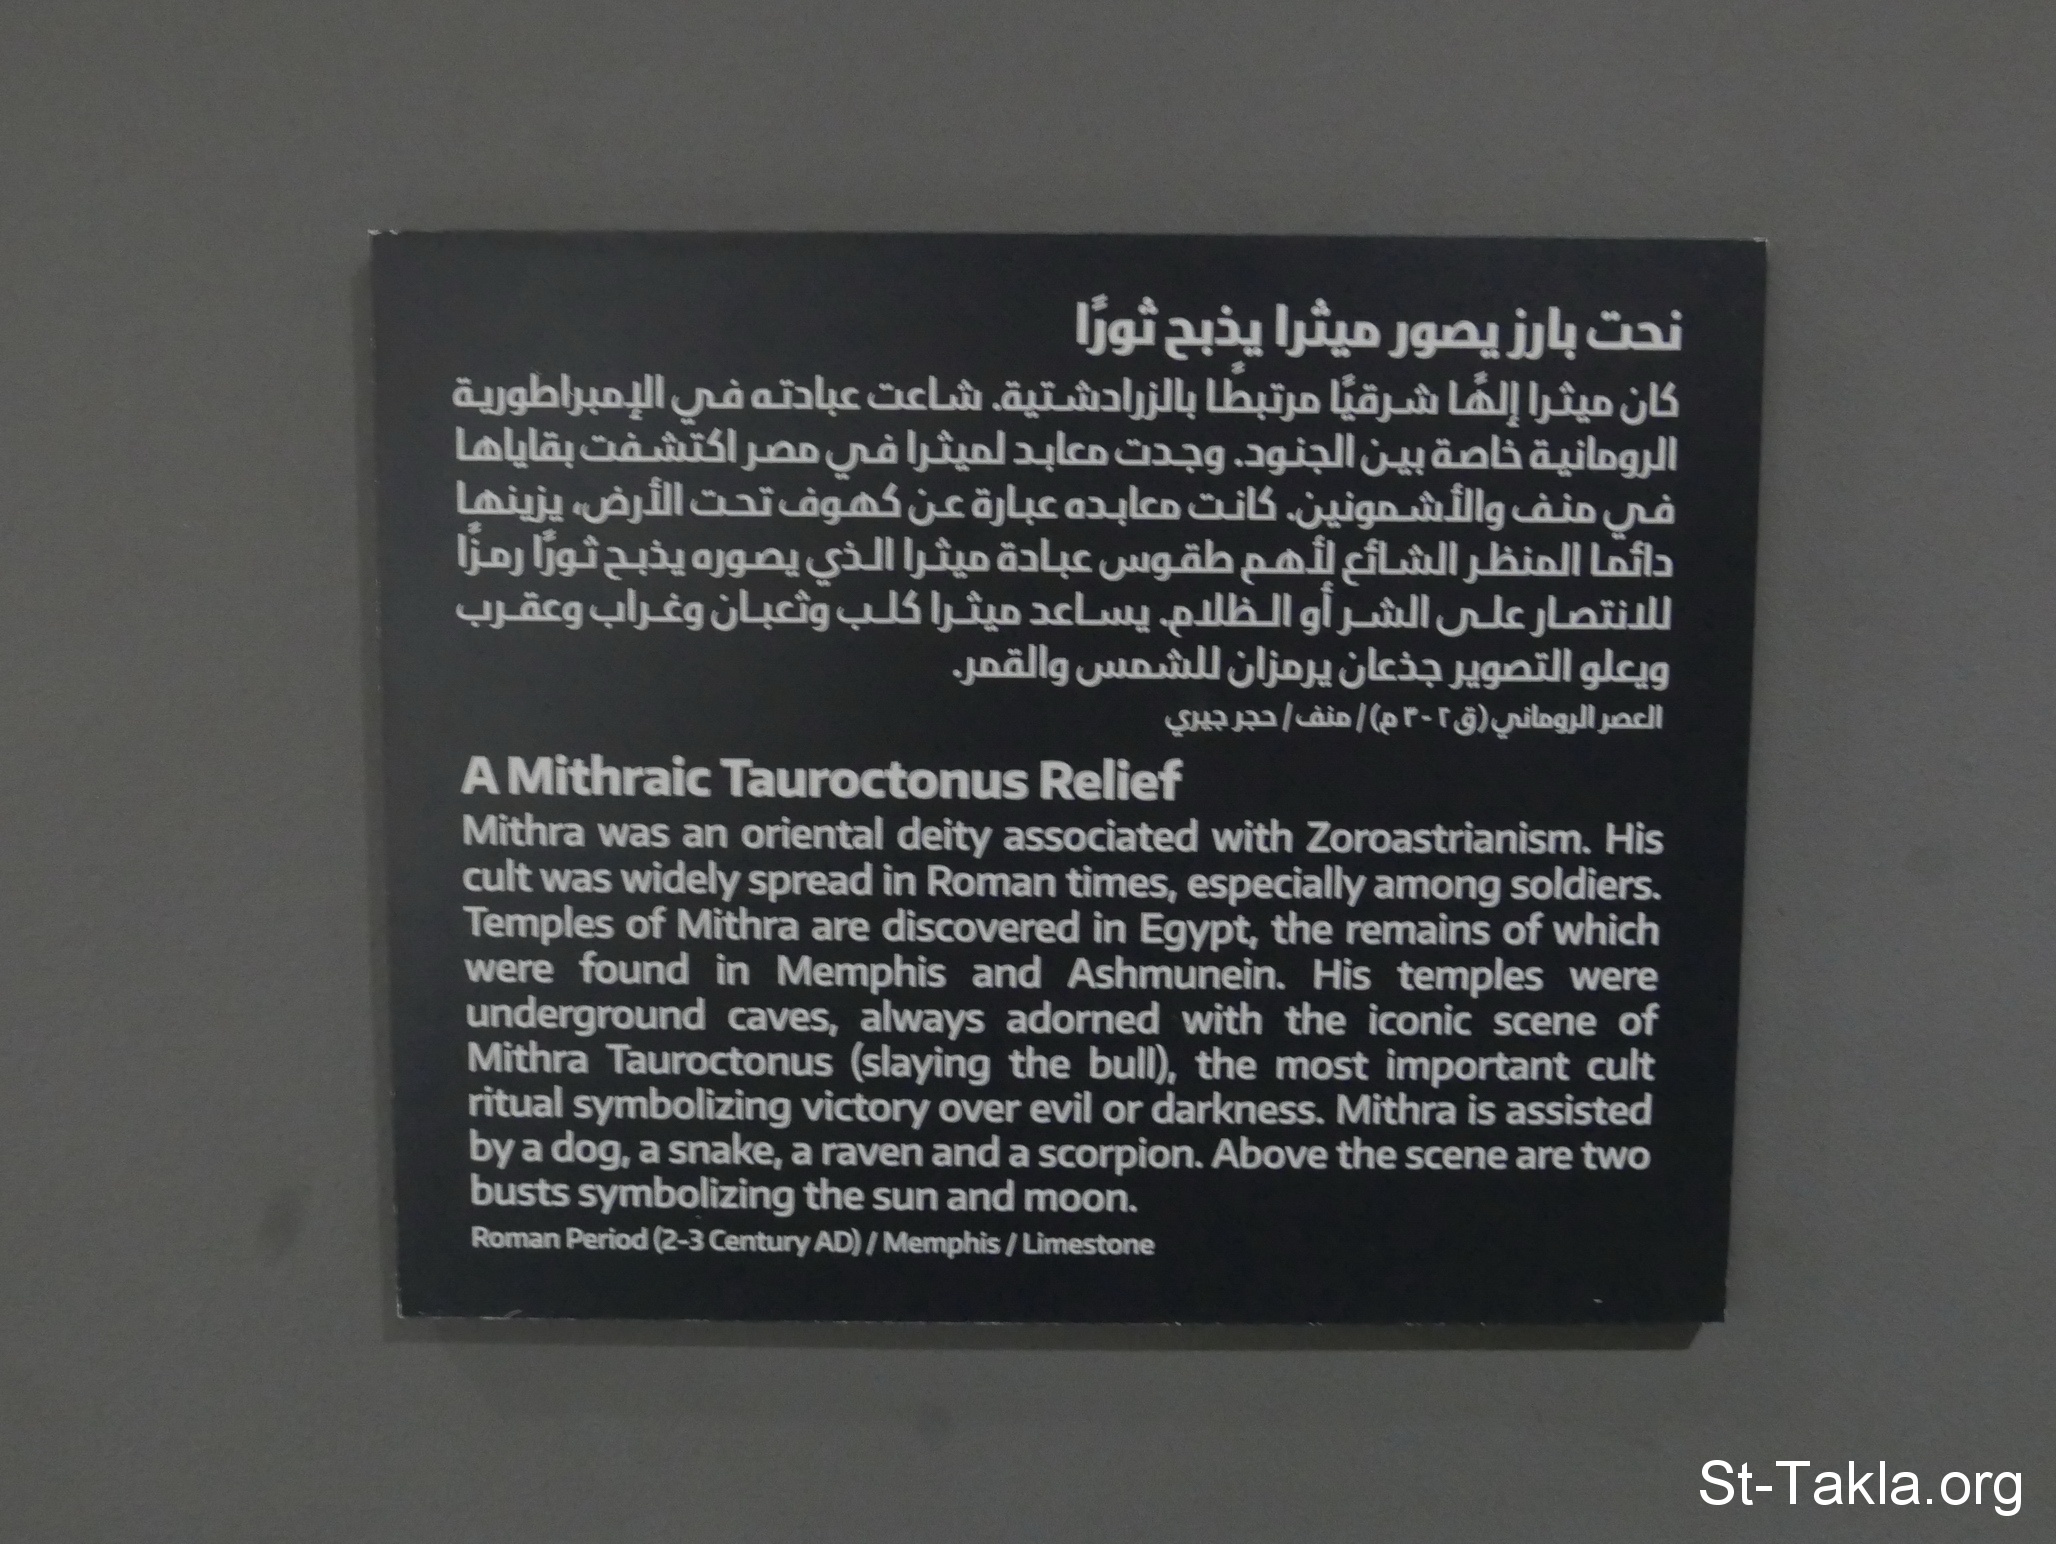 نحت بارز يصور ميثرا يذبح ثورًا
كان ميثرا إلهًا شرقيًا مرتبطًا بالزرادشتية. شاعت عبادته في الإمبراطورية
الرومانية خاصة بين الجنود. وجدت معابد لميثرا في مصر اكتشفت بقاياها
في منف والأشمونين. كانت معابده عبارة عن كهوف تحت الأرض، يزينها
دائما المنظر الشائع لأهم طقوس عبادة ميثرا الذي يصوره يذبح ثورًا رمزًا
للانتصار على الشر أو الظلام. يساعد ميثرا كلب وثعبان وغراب وعقرب
ويعلو التصوير جذعان يرمزان للشمس والقمر.
العصر الروماني (ق٢-٣ م) / منف / حجر جيري
A Mithraic Tauroctonus Relief
Mithra was an oriental deity associated with Zoroastrianism. His
cult was widely spread in Roman times, especially among soldiers.
Temples of Mithra are discovered in Egypt, the remains of which
were found in Memphis and Ashmunein. His temples were
underground caves, always adorned with the iconic scene of
Mithra Tauroctonus (slaying the bull), the most important cult
ritual symbolizing victory over evil or darkness. Mithra is assisted
by a dog, a snake, a raven and a scorpion. Above the scene are two
busts symbolizing the sun and moon.
Roman Period (2-3 Century AD) / Memphis / Limestone
St-Takla.org